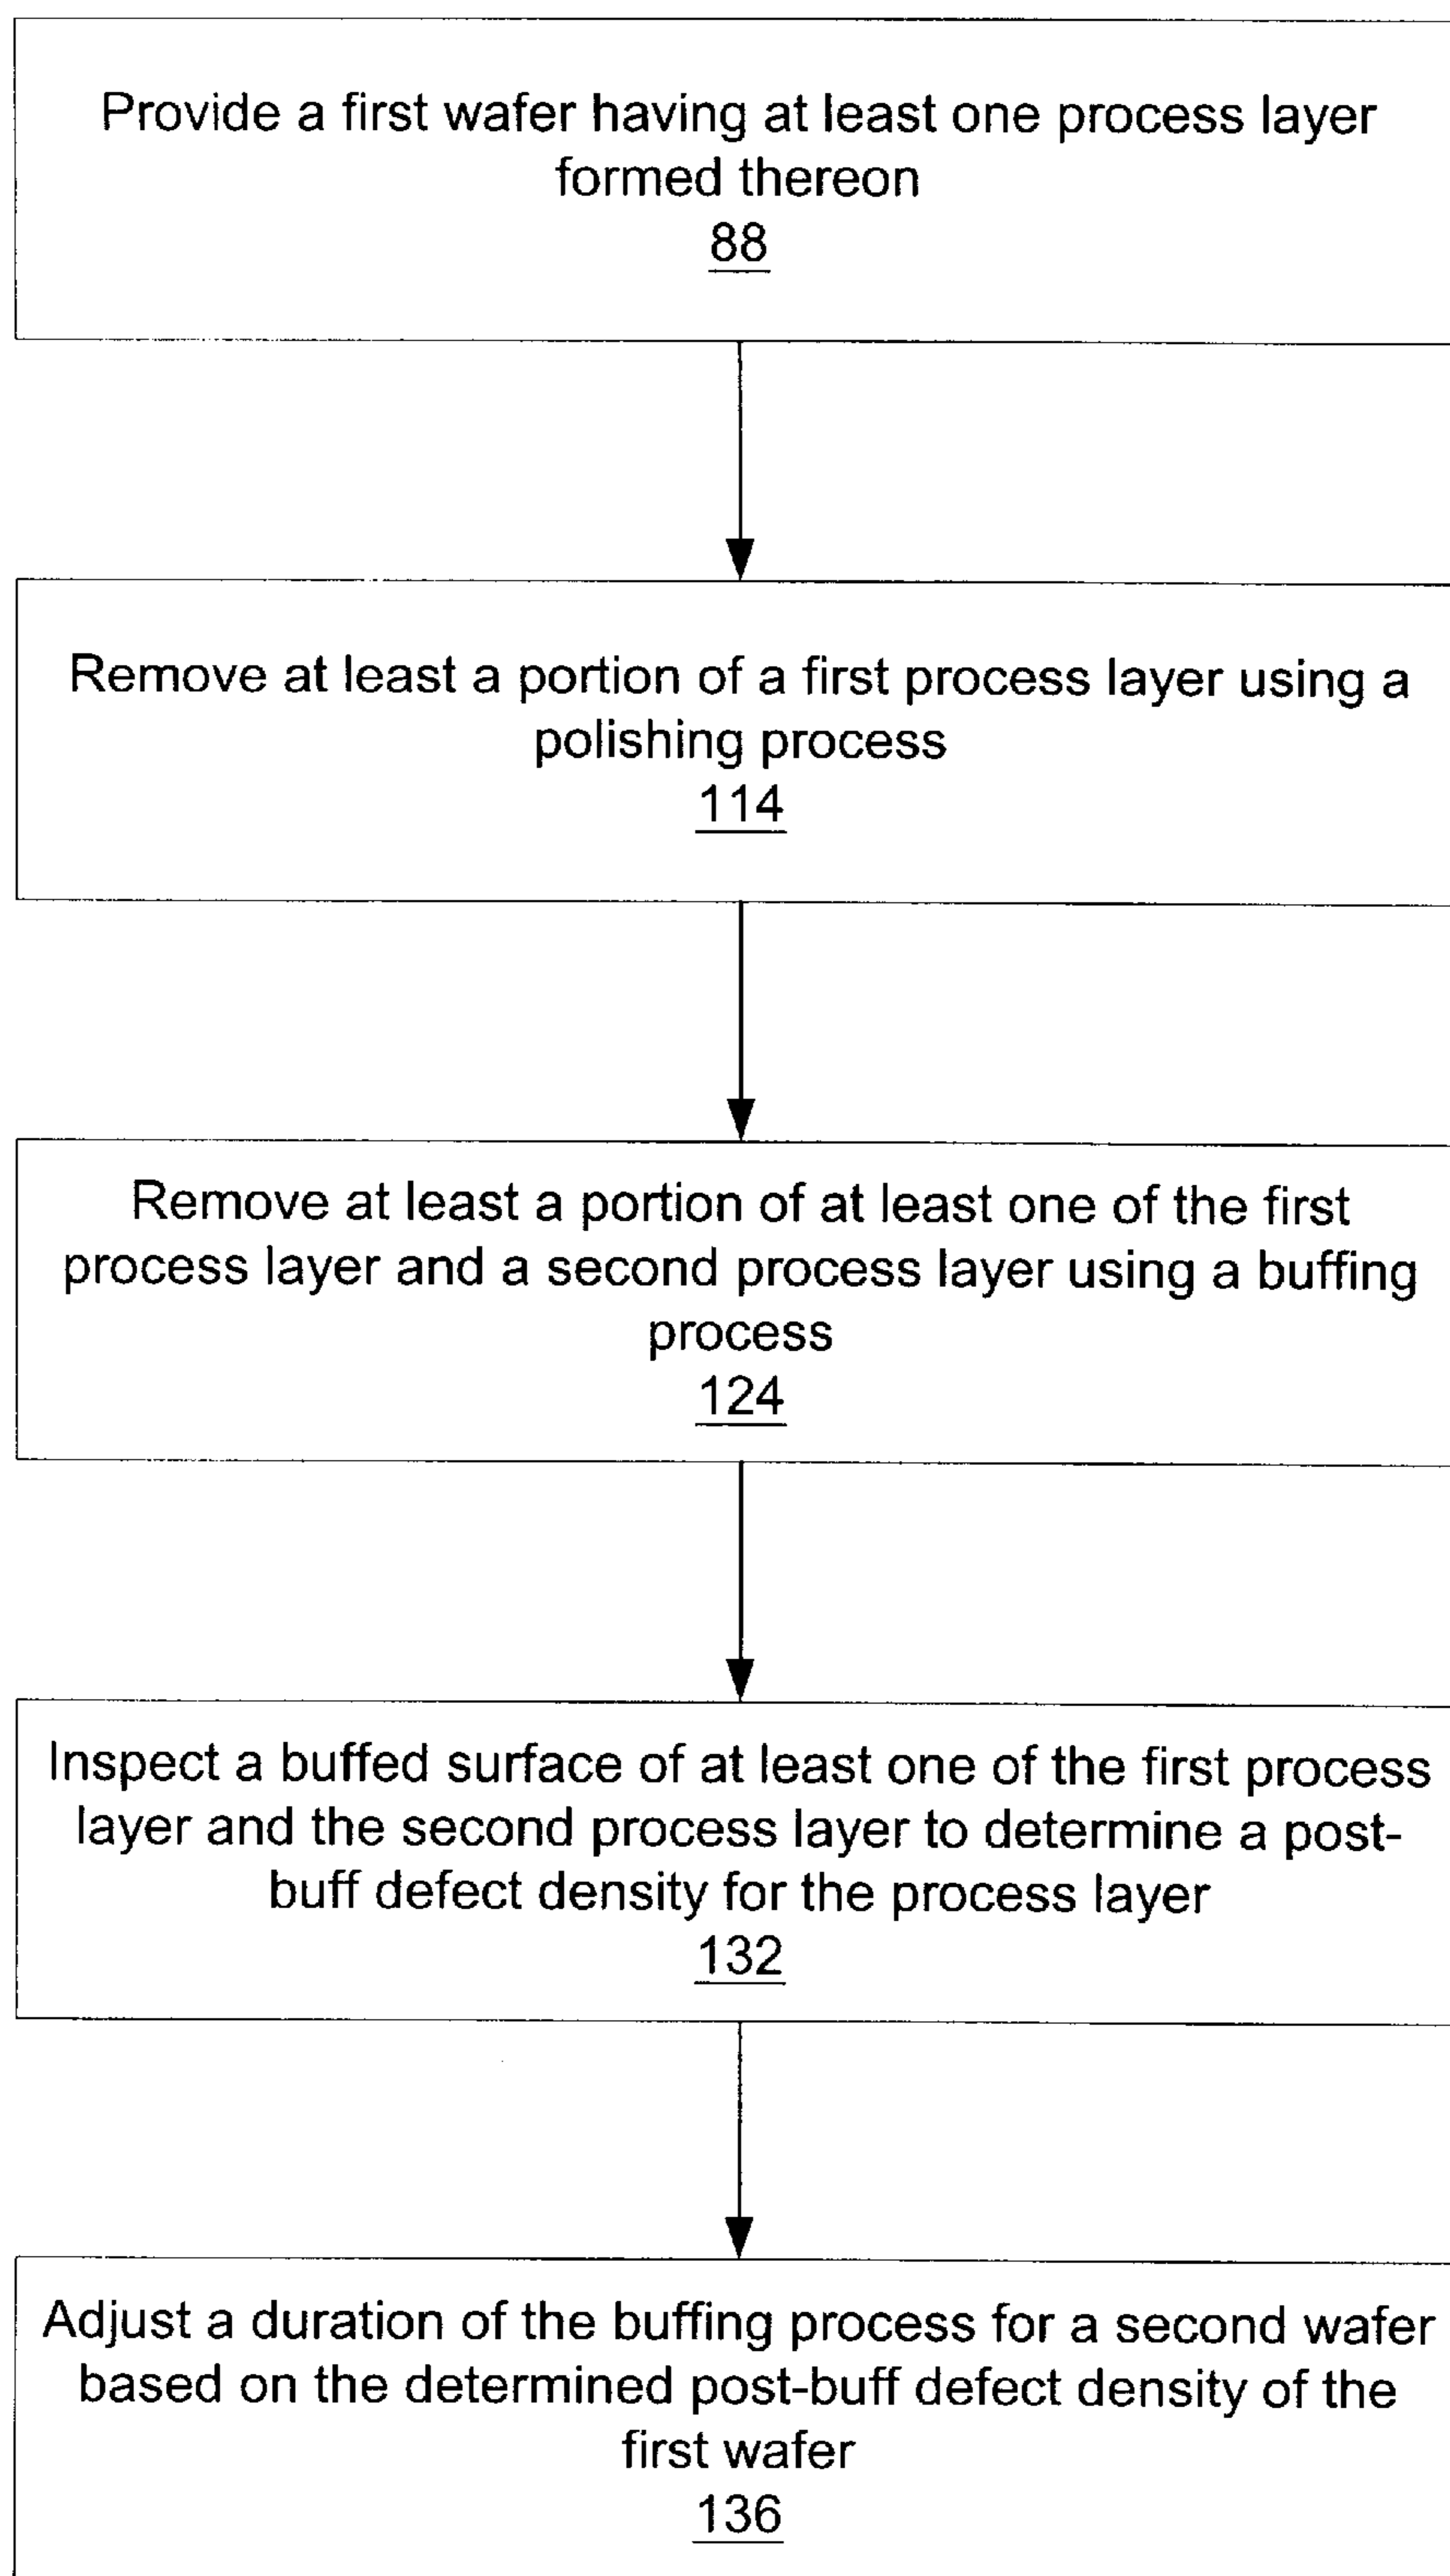 Provide a first wafer having at least one process layer
formed thereon
88
Remove at least a portion of a first process layer using a
polishing process
114
Remove at least a portion of at least one of the first
process layer and a second process layer using a buffing
process
124
Inspect a buffed surface of at least one of the first process
layer and the second process layer to determine a post-
buff defect density for the process layer
132
Adjust a duration of the buffing process for a second wafer
based on the determined post-buff defect density of the
first wafer
136